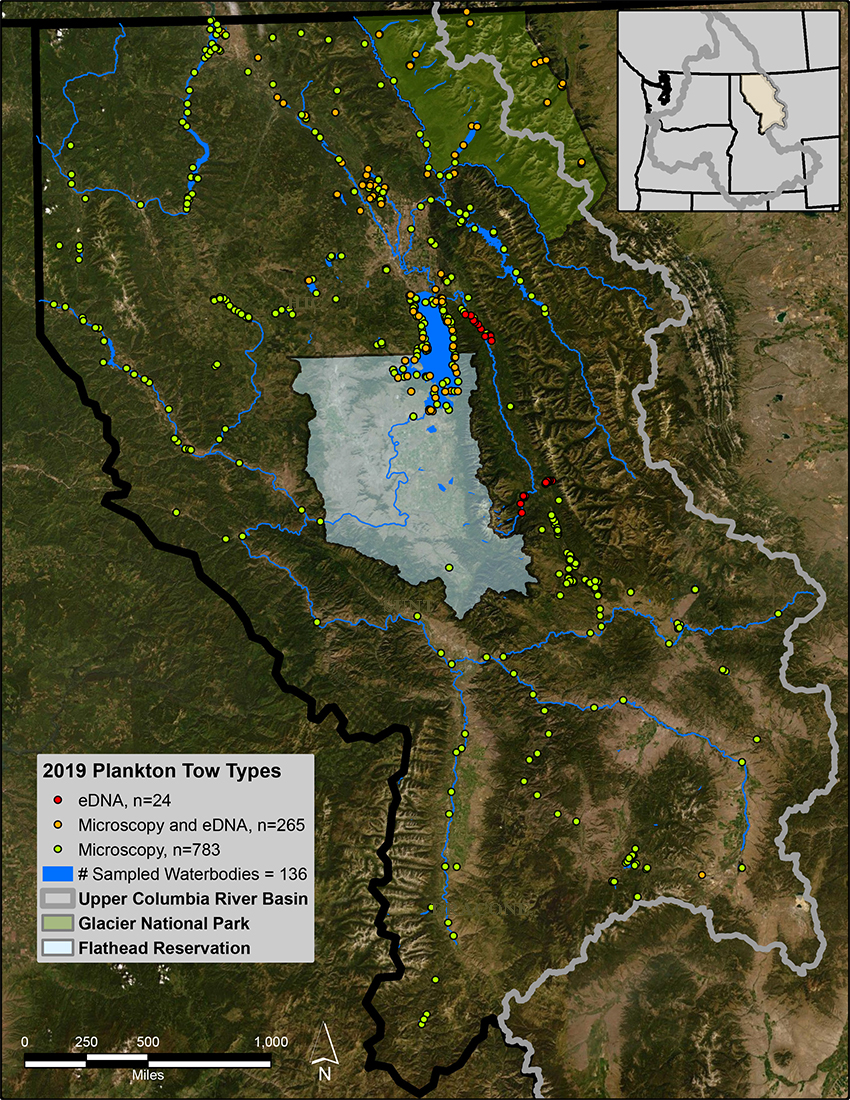 2019 Plankton Tow Types
eDNA, n=24
Microscopy and eDNA, n=265
Microscopy, n=783
# Sampled Waterbodies = 136
Upper Columbia River Basin
Glacier National Park
Flathead Reservation
0 250 500 1,000
Miles
N